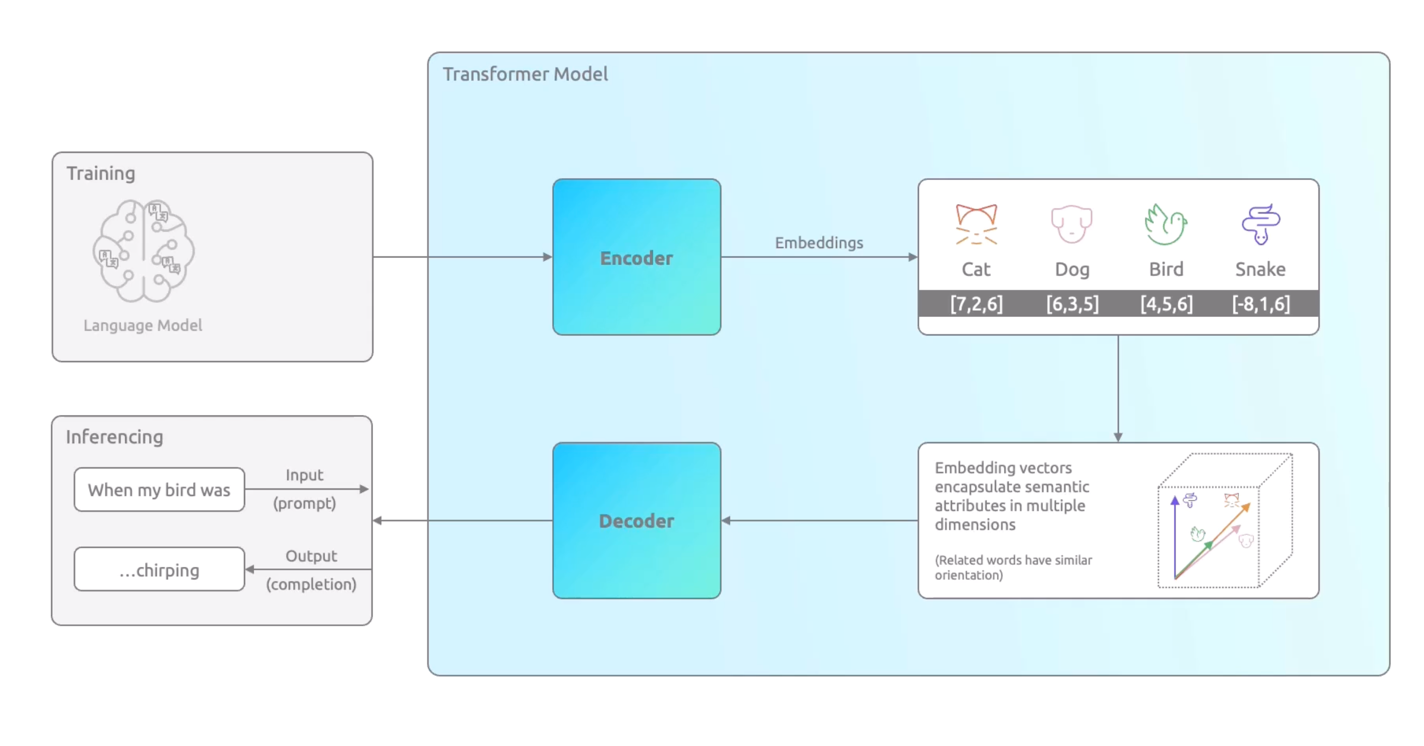 Transformer Model
Training
Language Model
Encoder
Embeddings
Cat
Dog
Bird
Snake
[7,2,6]
[6,3,5]
[4,5,6]
[-8,1,6]
Inferencing
When my bird was
Input
(prompt)
...chirping
Output
(completion)
Decoder
Embedding vectors
encapsulate semantic
attributes in multiple
dimensions
(Related words have similar
orientation)